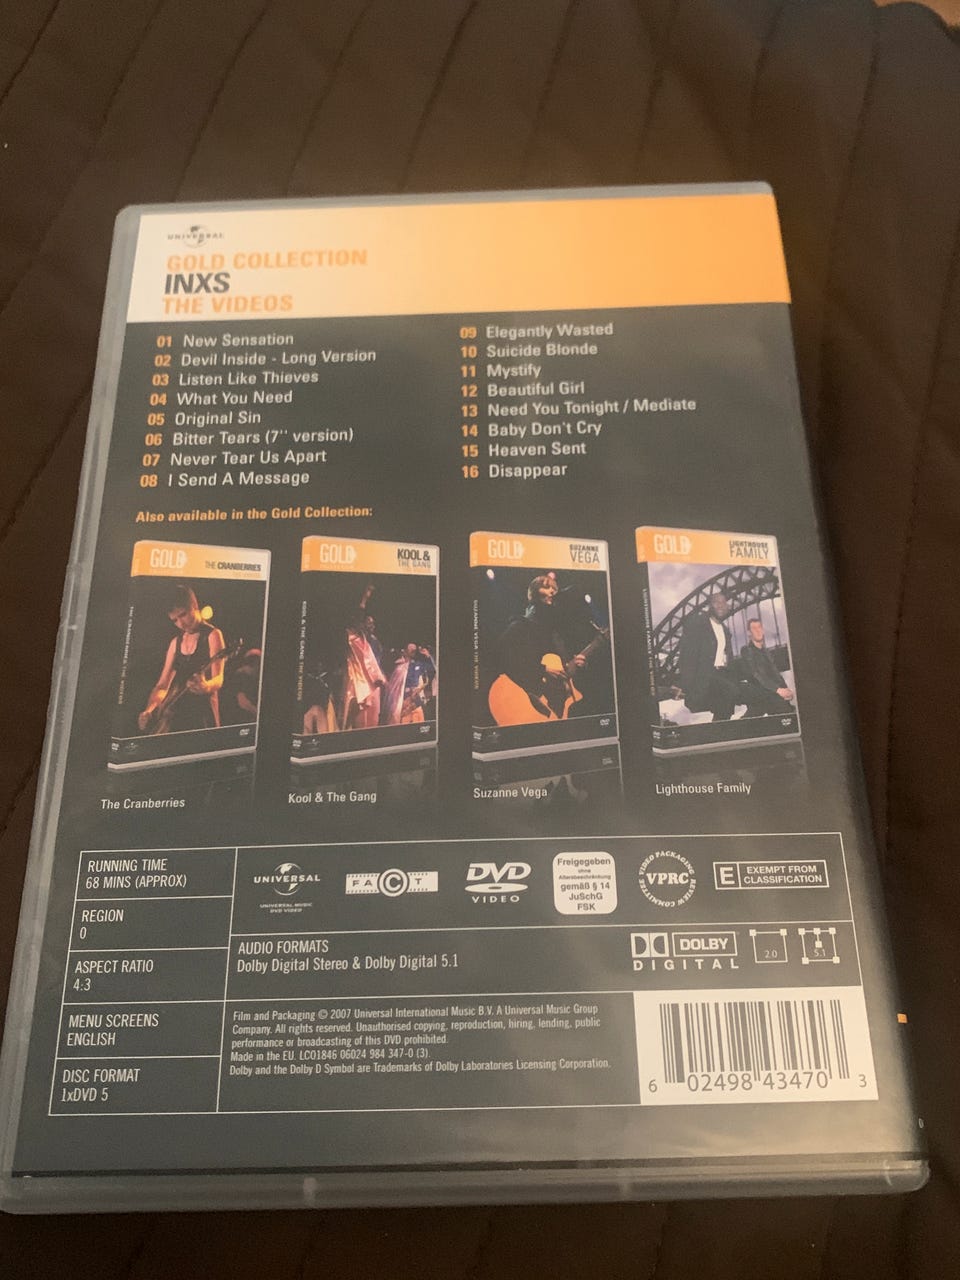 UNIVERSAL
GOLD COLLECTION
INXS
THE VIDEOS
01 New Sensation
02 Devil Inside - Long Version
03 Listen Like Thieves
04 What You Need
05 Original Sin
06 Bitter Tears (7" version)
07 Never Tear Us Apart
08 I Send A Message
09 Elegantly Wasted
10 Suicide Blonde
11 Mystify
12 Beautiful Girl
13 Need You Tonight / Mediate
14 Baby Don't Cry
15 Heaven Sent
16 Disappear
Also available in the Gold Collection:
GOLD
THE CRANBERRIES
GOLD
KOOL &
THE GANG
GOLD
SUZANNE
VEGA
GOLD
LIGHTHOUSE
FAMILY
The Cranberries
Kool & The Gang
Suzanne Vega
Lighthouse Family
RUNNING TIME
68 MINS (APPROX)
REGION
0
ASPECT RATIO
4:3
MENU SCREENS
ENGLISH
DISC FORMAT
1xDVD 5
UNIVERSAL
UNIVERSAL MUSIC
DVD VIDEO
FACT
DVD
VIDEO
Freigegeben
ohne
Altersbeschränkung
gemäß § 14
JuSchG
FSK
VIDEO PACKAGING REVIEW COMMITTEE
VPRC
E EXEMPT FROM
CLASSIFICATION
AUDIO FORMATS
Dolby Digital Stereo & Dolby Digital 5.1
DOLBY
DIGITAL
2.0
5.1
Film and Packaging © 2007 Universal International Music B.V. A Universal Music Group
Company. All rights reserved. Unauthorised copying, reproduction, hiring, lending, public
performance or broadcasting of this DVD prohibited.
Made in the EU. LC01846 06024 984 347-0 (3).
Dolby and the Dolby D Symbol are Trademarks of Dolby Laboratories Licensing Corporation.
6 02498 43470 3